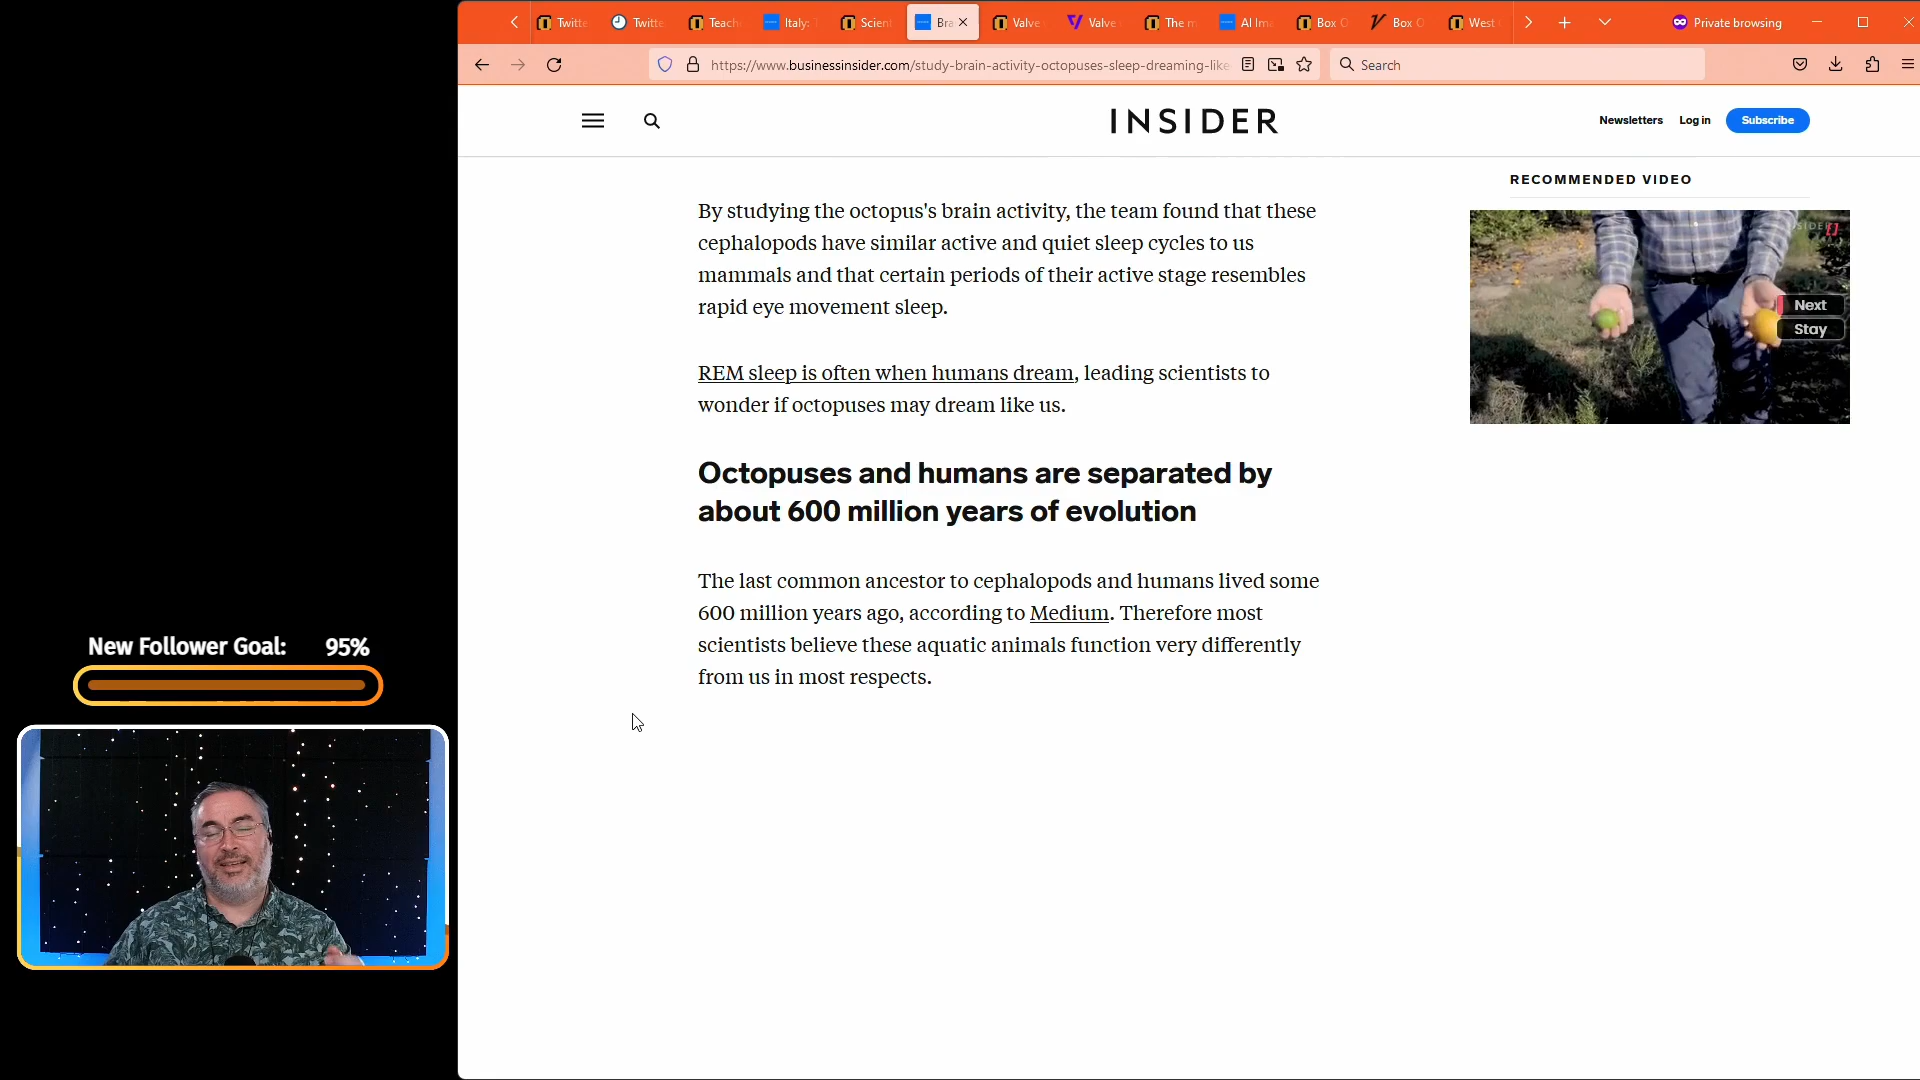 Twitte
Twitte
Teach
Italy:
Scient
Bra
Valve
Valve
The m
AI Im
Box O
Box O
West
Private browsing
https://www.businessinsider.com/study-brain-activity-octopuses-sleep-dreaming-like
Search
INSIDER
Newsletters
Log in
Subscribe
RECOMMENDED VIDEO
By studying the octopus's brain activity, the team found that these
cephalopods have similar active and quiet sleep cycles to us
mammals and that certain periods of their active stage resembles
rapid eye movement sleep.
Next
Stay
REM sleep is often when humans dream, leading scientists to
wonder if octopuses may dream like us.
Octopuses and humans are separated by
about 600 million years of evolution
The last common ancestor to cephalopods and humans lived some
600 million years ago, according to Medium. Therefore most
scientists believe these aquatic animals function very differently
from us in most respects.
New Follower Goal: 95%